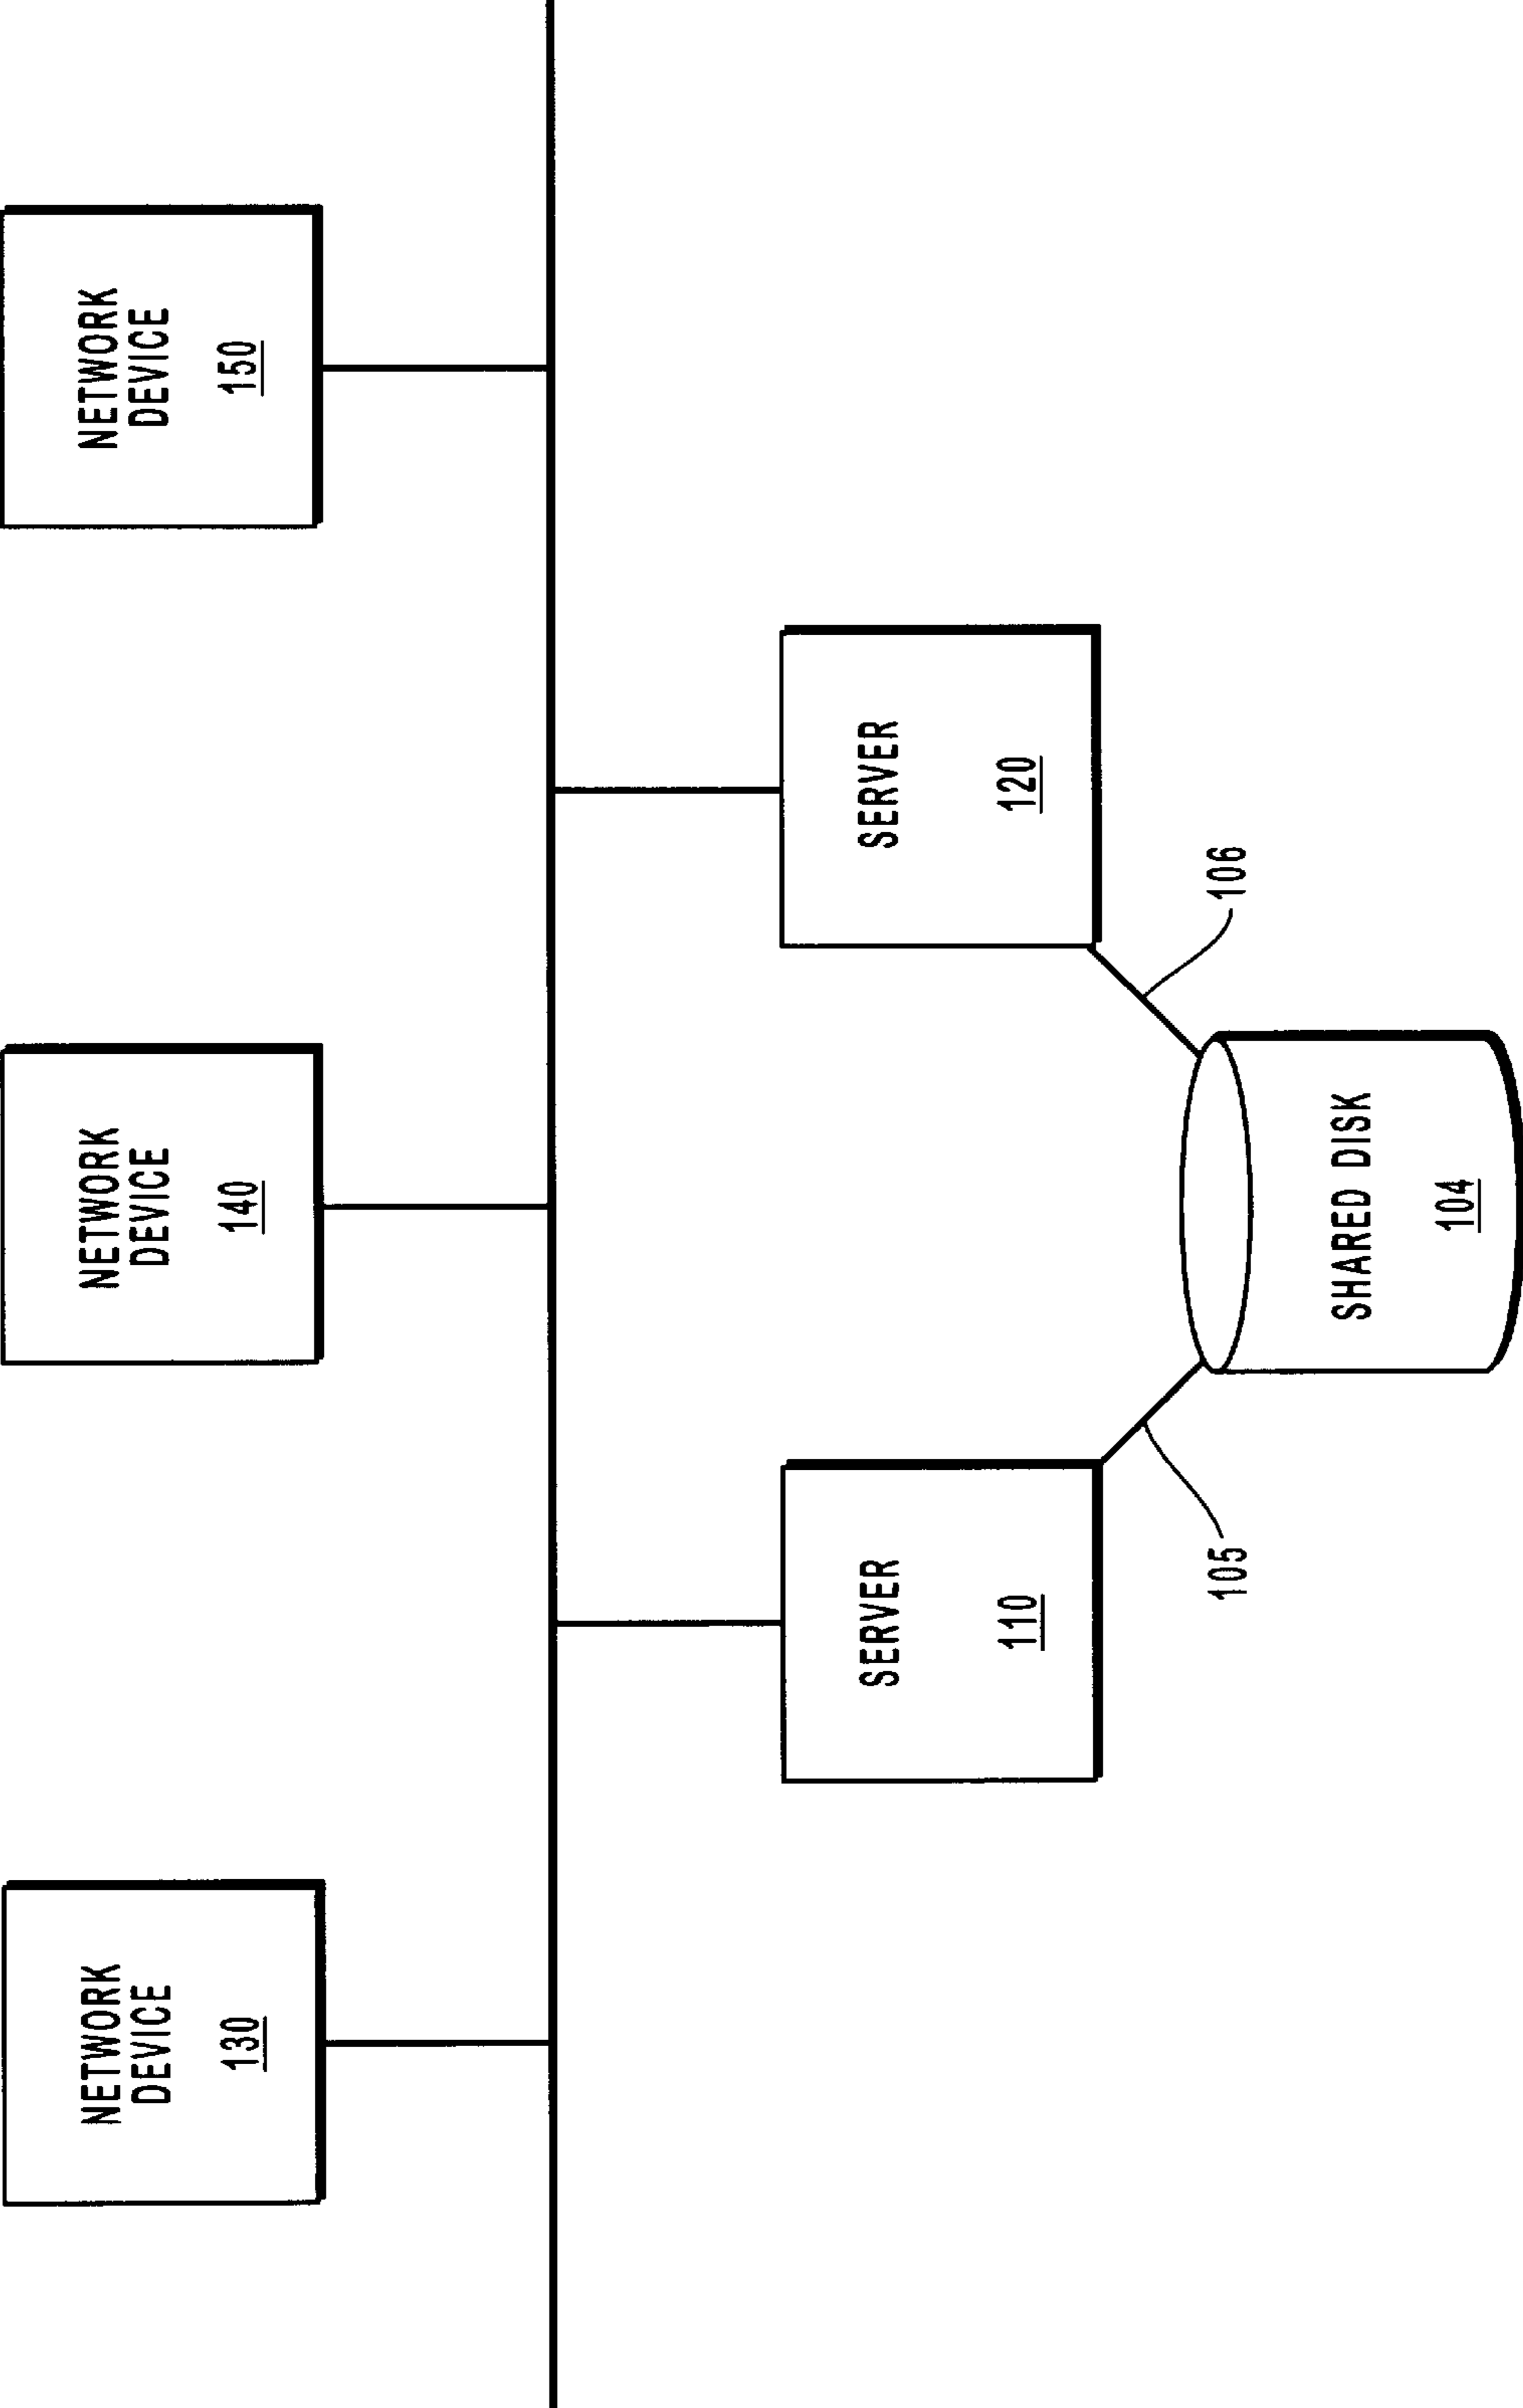 NETWORK
DEVICE
130
NETWORK
DEVICE
140
NETWORK
DEVICE
150
SERVER
110
SERVER
120
105
106
SHARED DISK
104